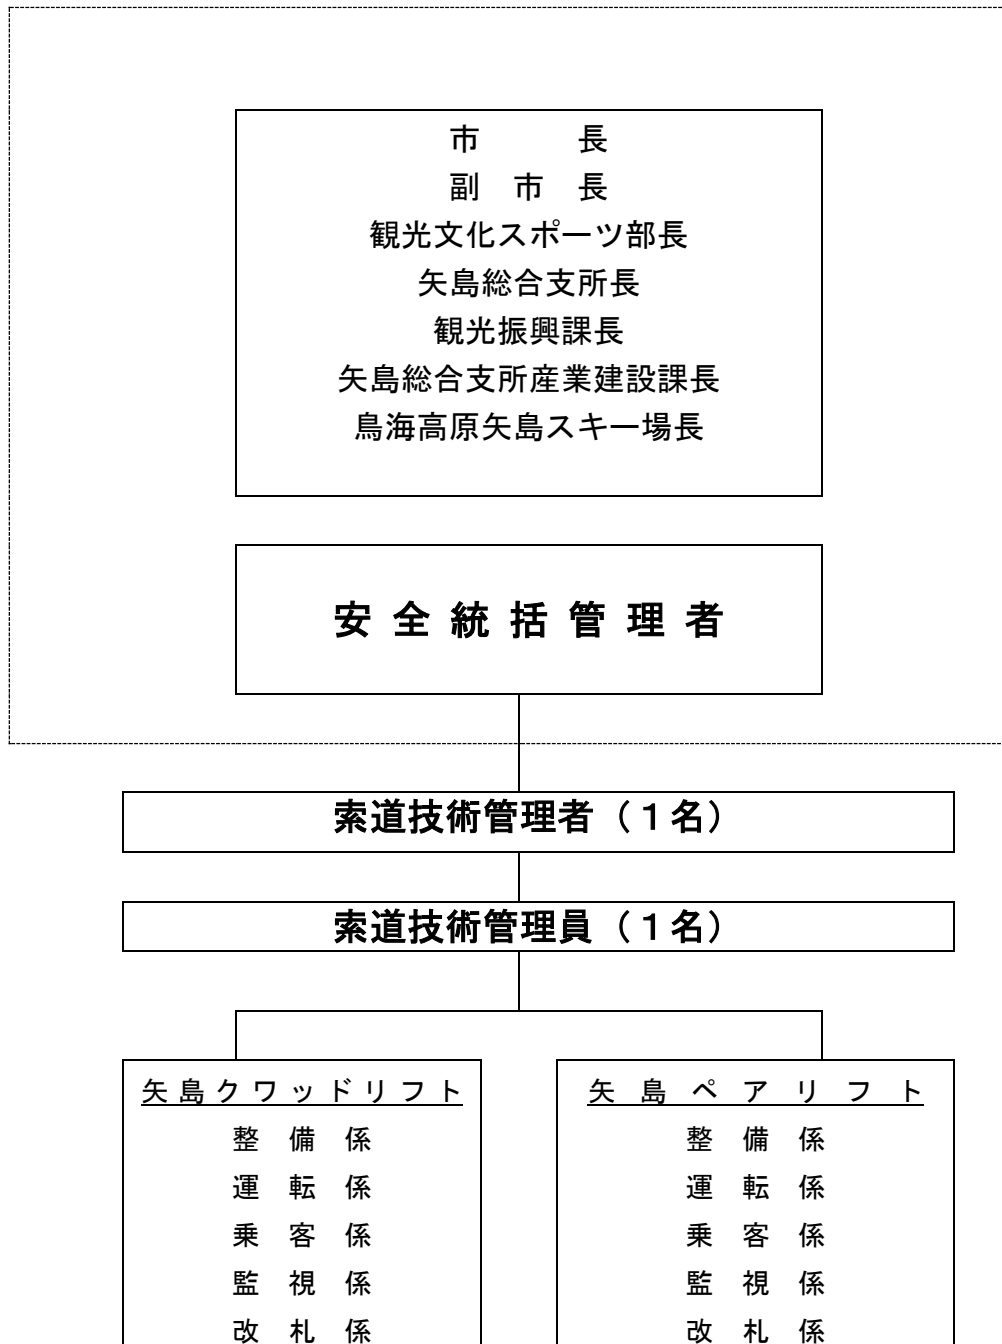 市長
副市長
観光文化スポーツ部長
矢島総合支所長
観光振興課長
矢島総合支所産業建設課長
鳥海高原矢島スキー場長
安全統括管理者
索道技術管理者（１名）
索道技術管理員（１名）
矢島クワッドリフト
整備係
運転係
乗客係
監視係
改札係
矢島ペアリフト
整備係
運転係
乗客係
監視係
改札係